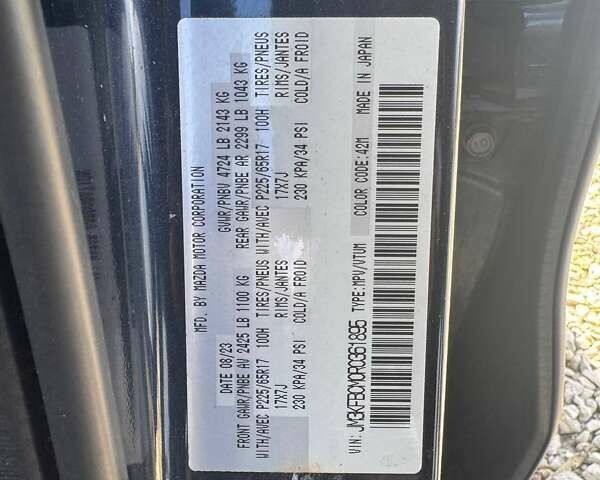 MFD. BY MAZDA MOTOR CORPORATION
DATE 08/23 GVWR/PNBV 4724 LB 2143 KG
FRONT GAWR/PNBE AV 2425 LB 1100 KG REAR GAWR/PNBE AR 2299 LB 1043 KG
WITH/AVEC P225/65R17 100H TIRES/PNEUS WITH/AVEC P225/65R17 100H TIRES/PNEUS
17X7J RIMS/JANTES 17X7J RIMS/JANTES
230 KPA/34 PSI COLD/A FROID 230 KPA/34 PSI COLD/A FROID
VIN: JM3KFBCM0R0361895 TYPE:MPV/VTUM COLOR CODE:42M MADE IN JAPAN